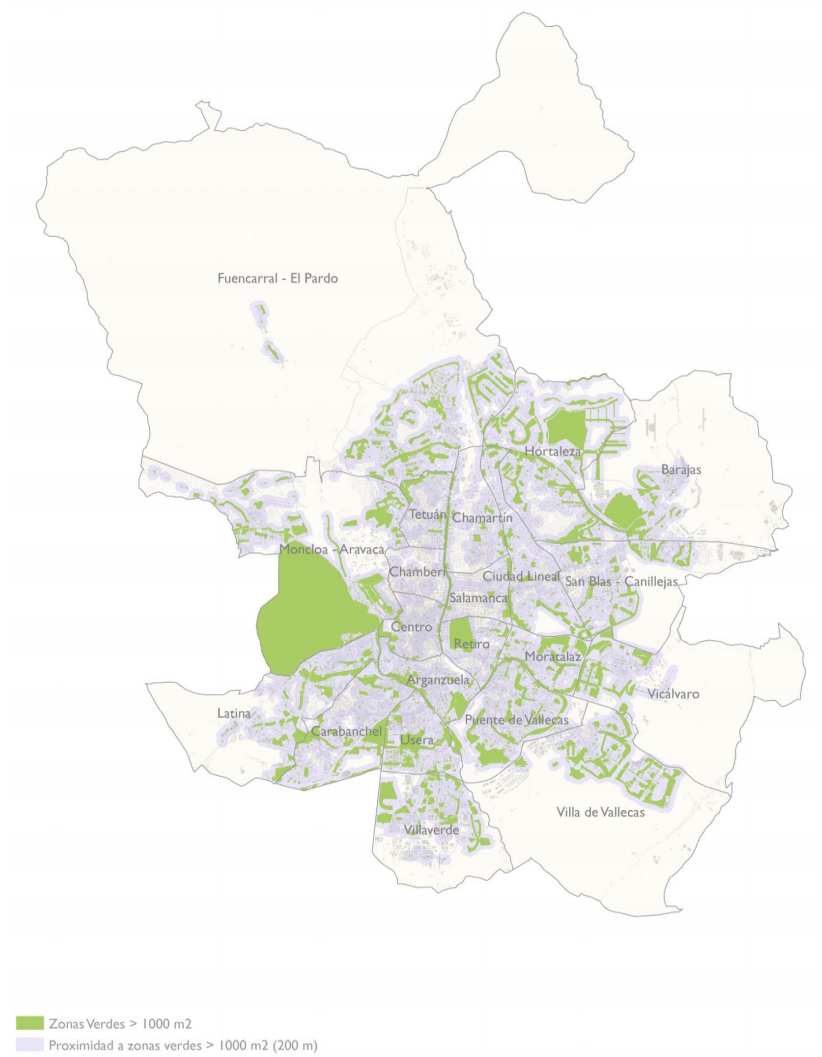 Fuencarral - El Pardo
Hortaleza
Barajas
Tetuán
Chamartín
Moncloa - Aravaca
Chamberí
Ciudad Lineal
San Blas - Canillejas
Salamanca
Centro
Retiro
Moratalaz
Arganzuela
Vicálvaro
Latina
Puente de Vallecas
Carabanchel
Usera
Villa de Vallecas
Villaverde
Zonas Verdes > 1000 m2
Proximidad a zonas verdes > 1000 m2 (200 m)